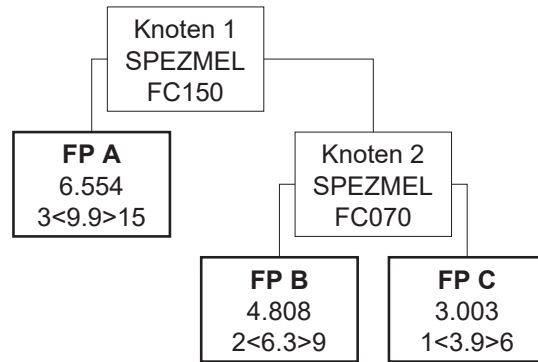 Knoten 1
SPEZMEL
FC150
FP A
6.554
3<9.9>15
Knoten 2
SPEZMEL
FC070
FP B
4.808
2<6.3>9
FP C
3.003
1<3.9>6